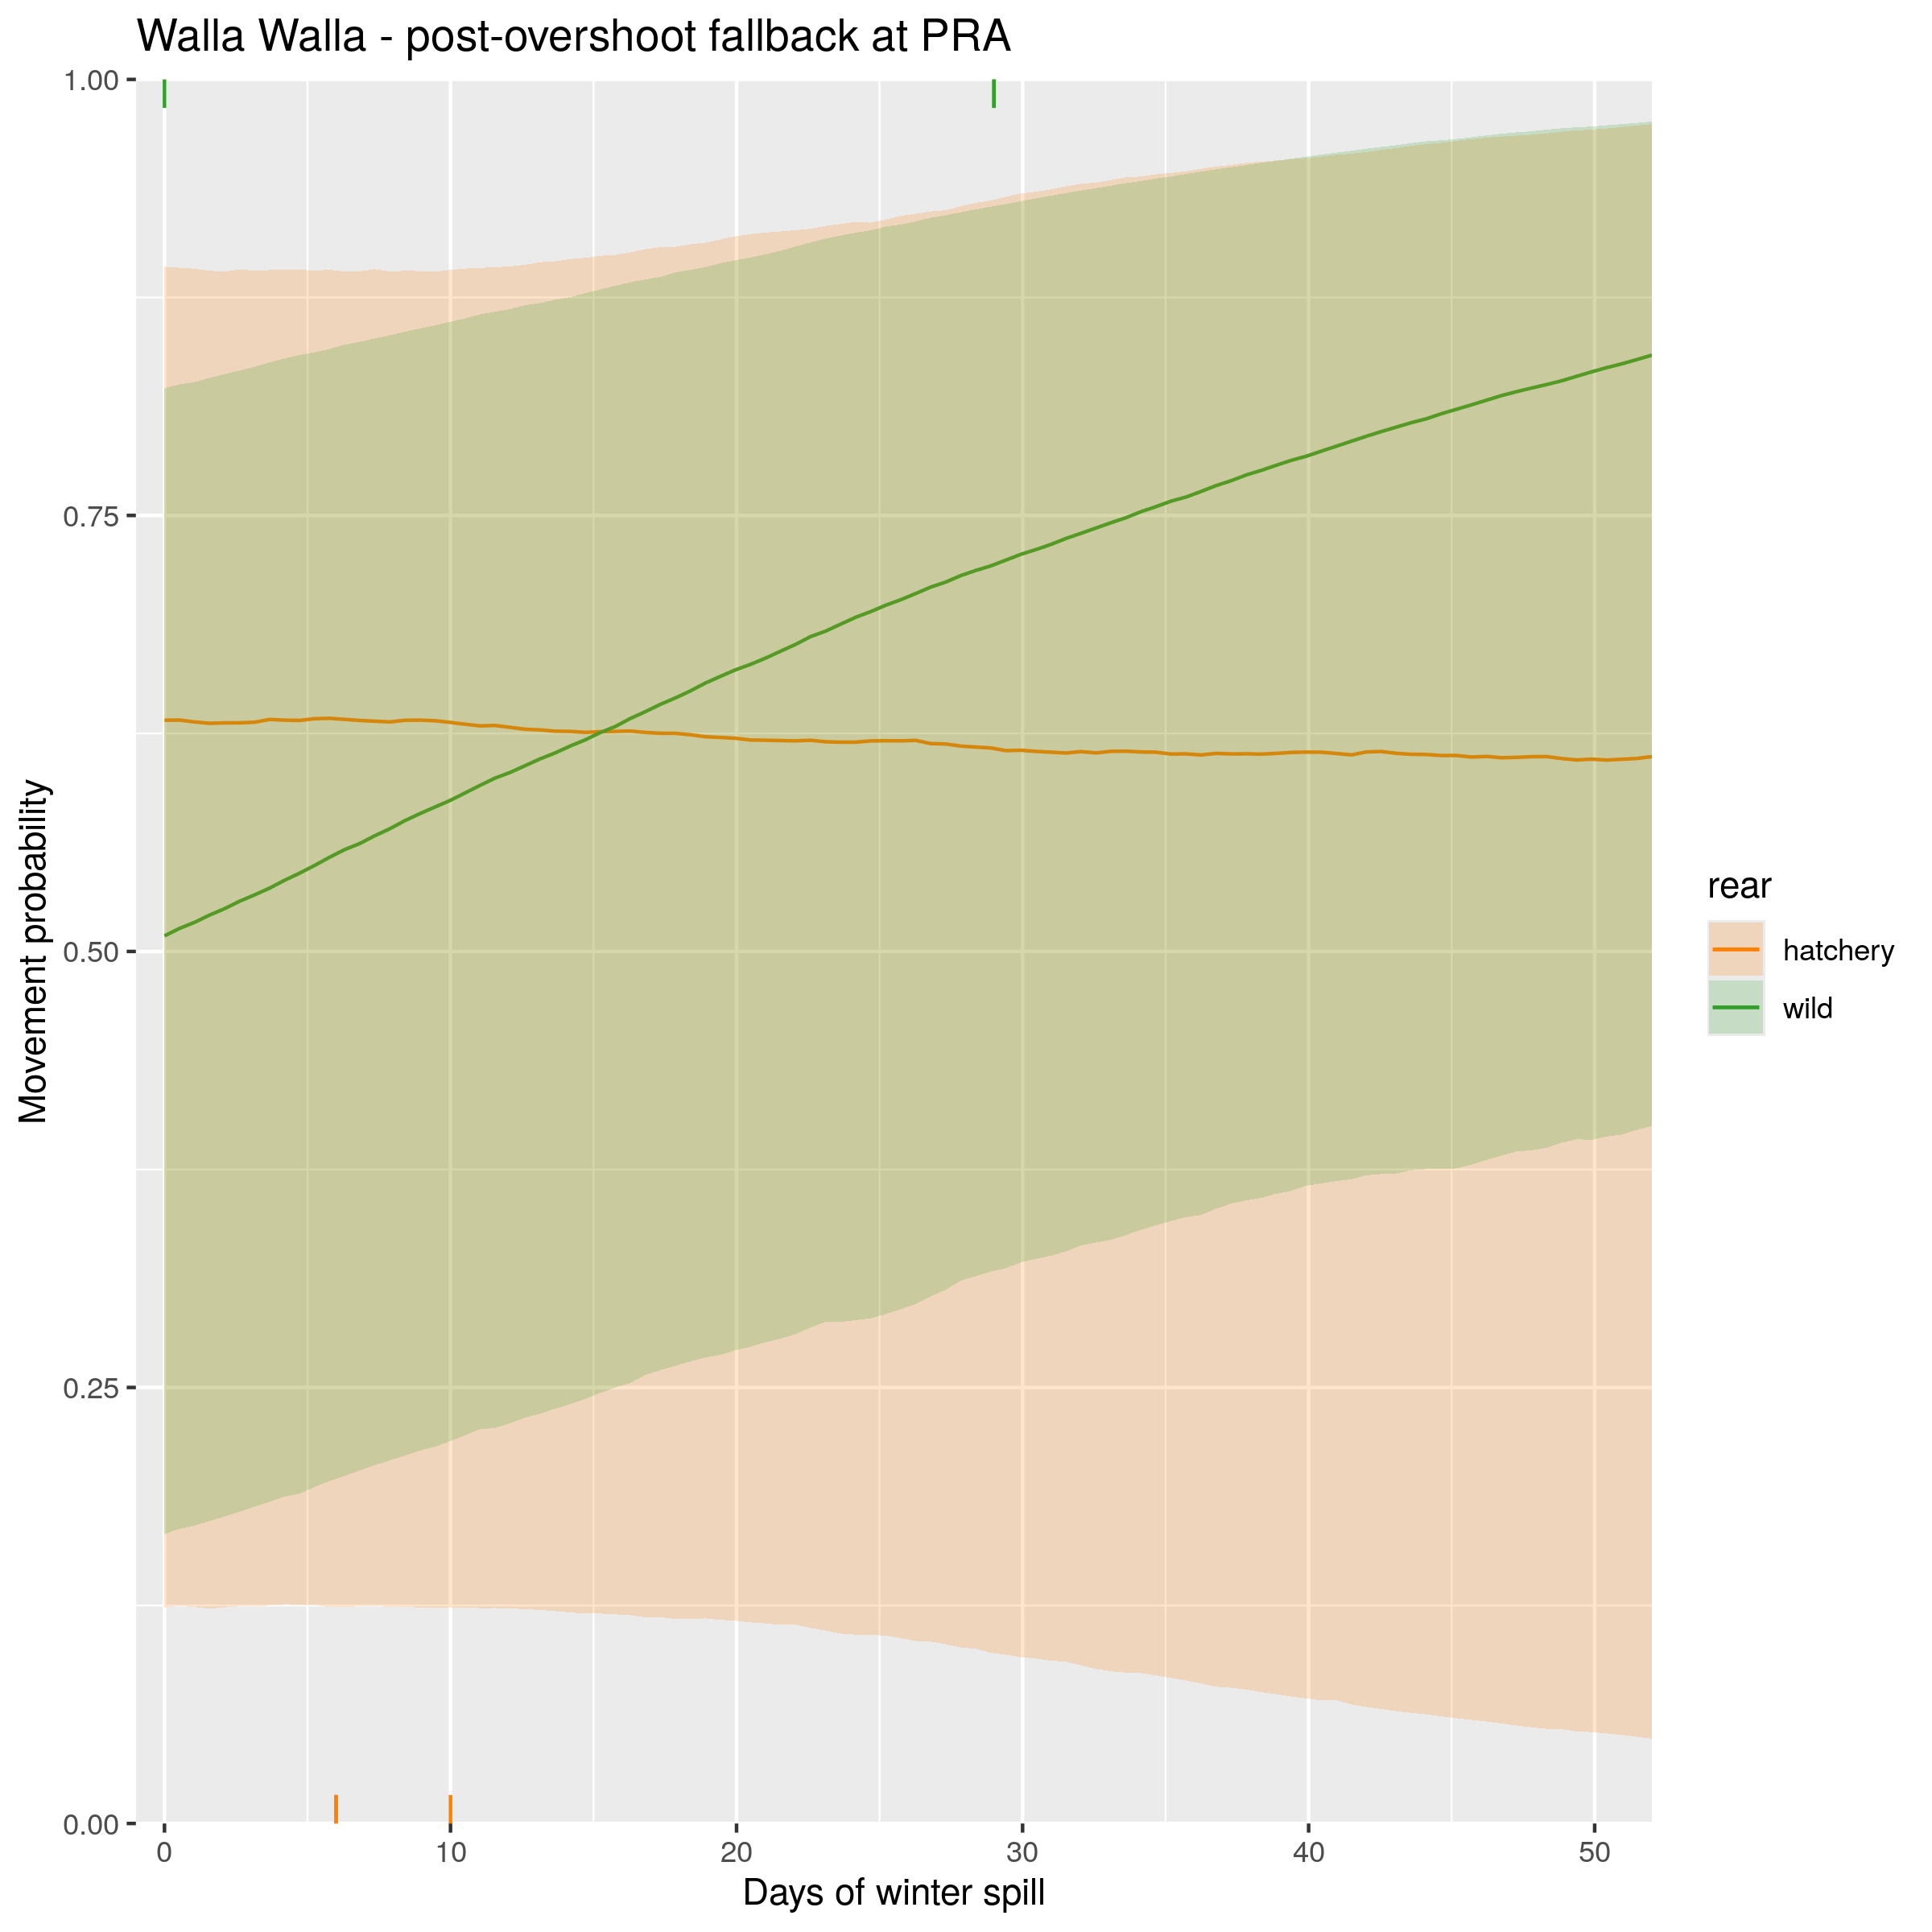 Walla Walla - post-overshoot fallback at PRA
1.00
0.75
0.50
0.25
0.00
Movement probability
0 10 20 30 40 50
Days of winter spill
rear
hatchery
wild